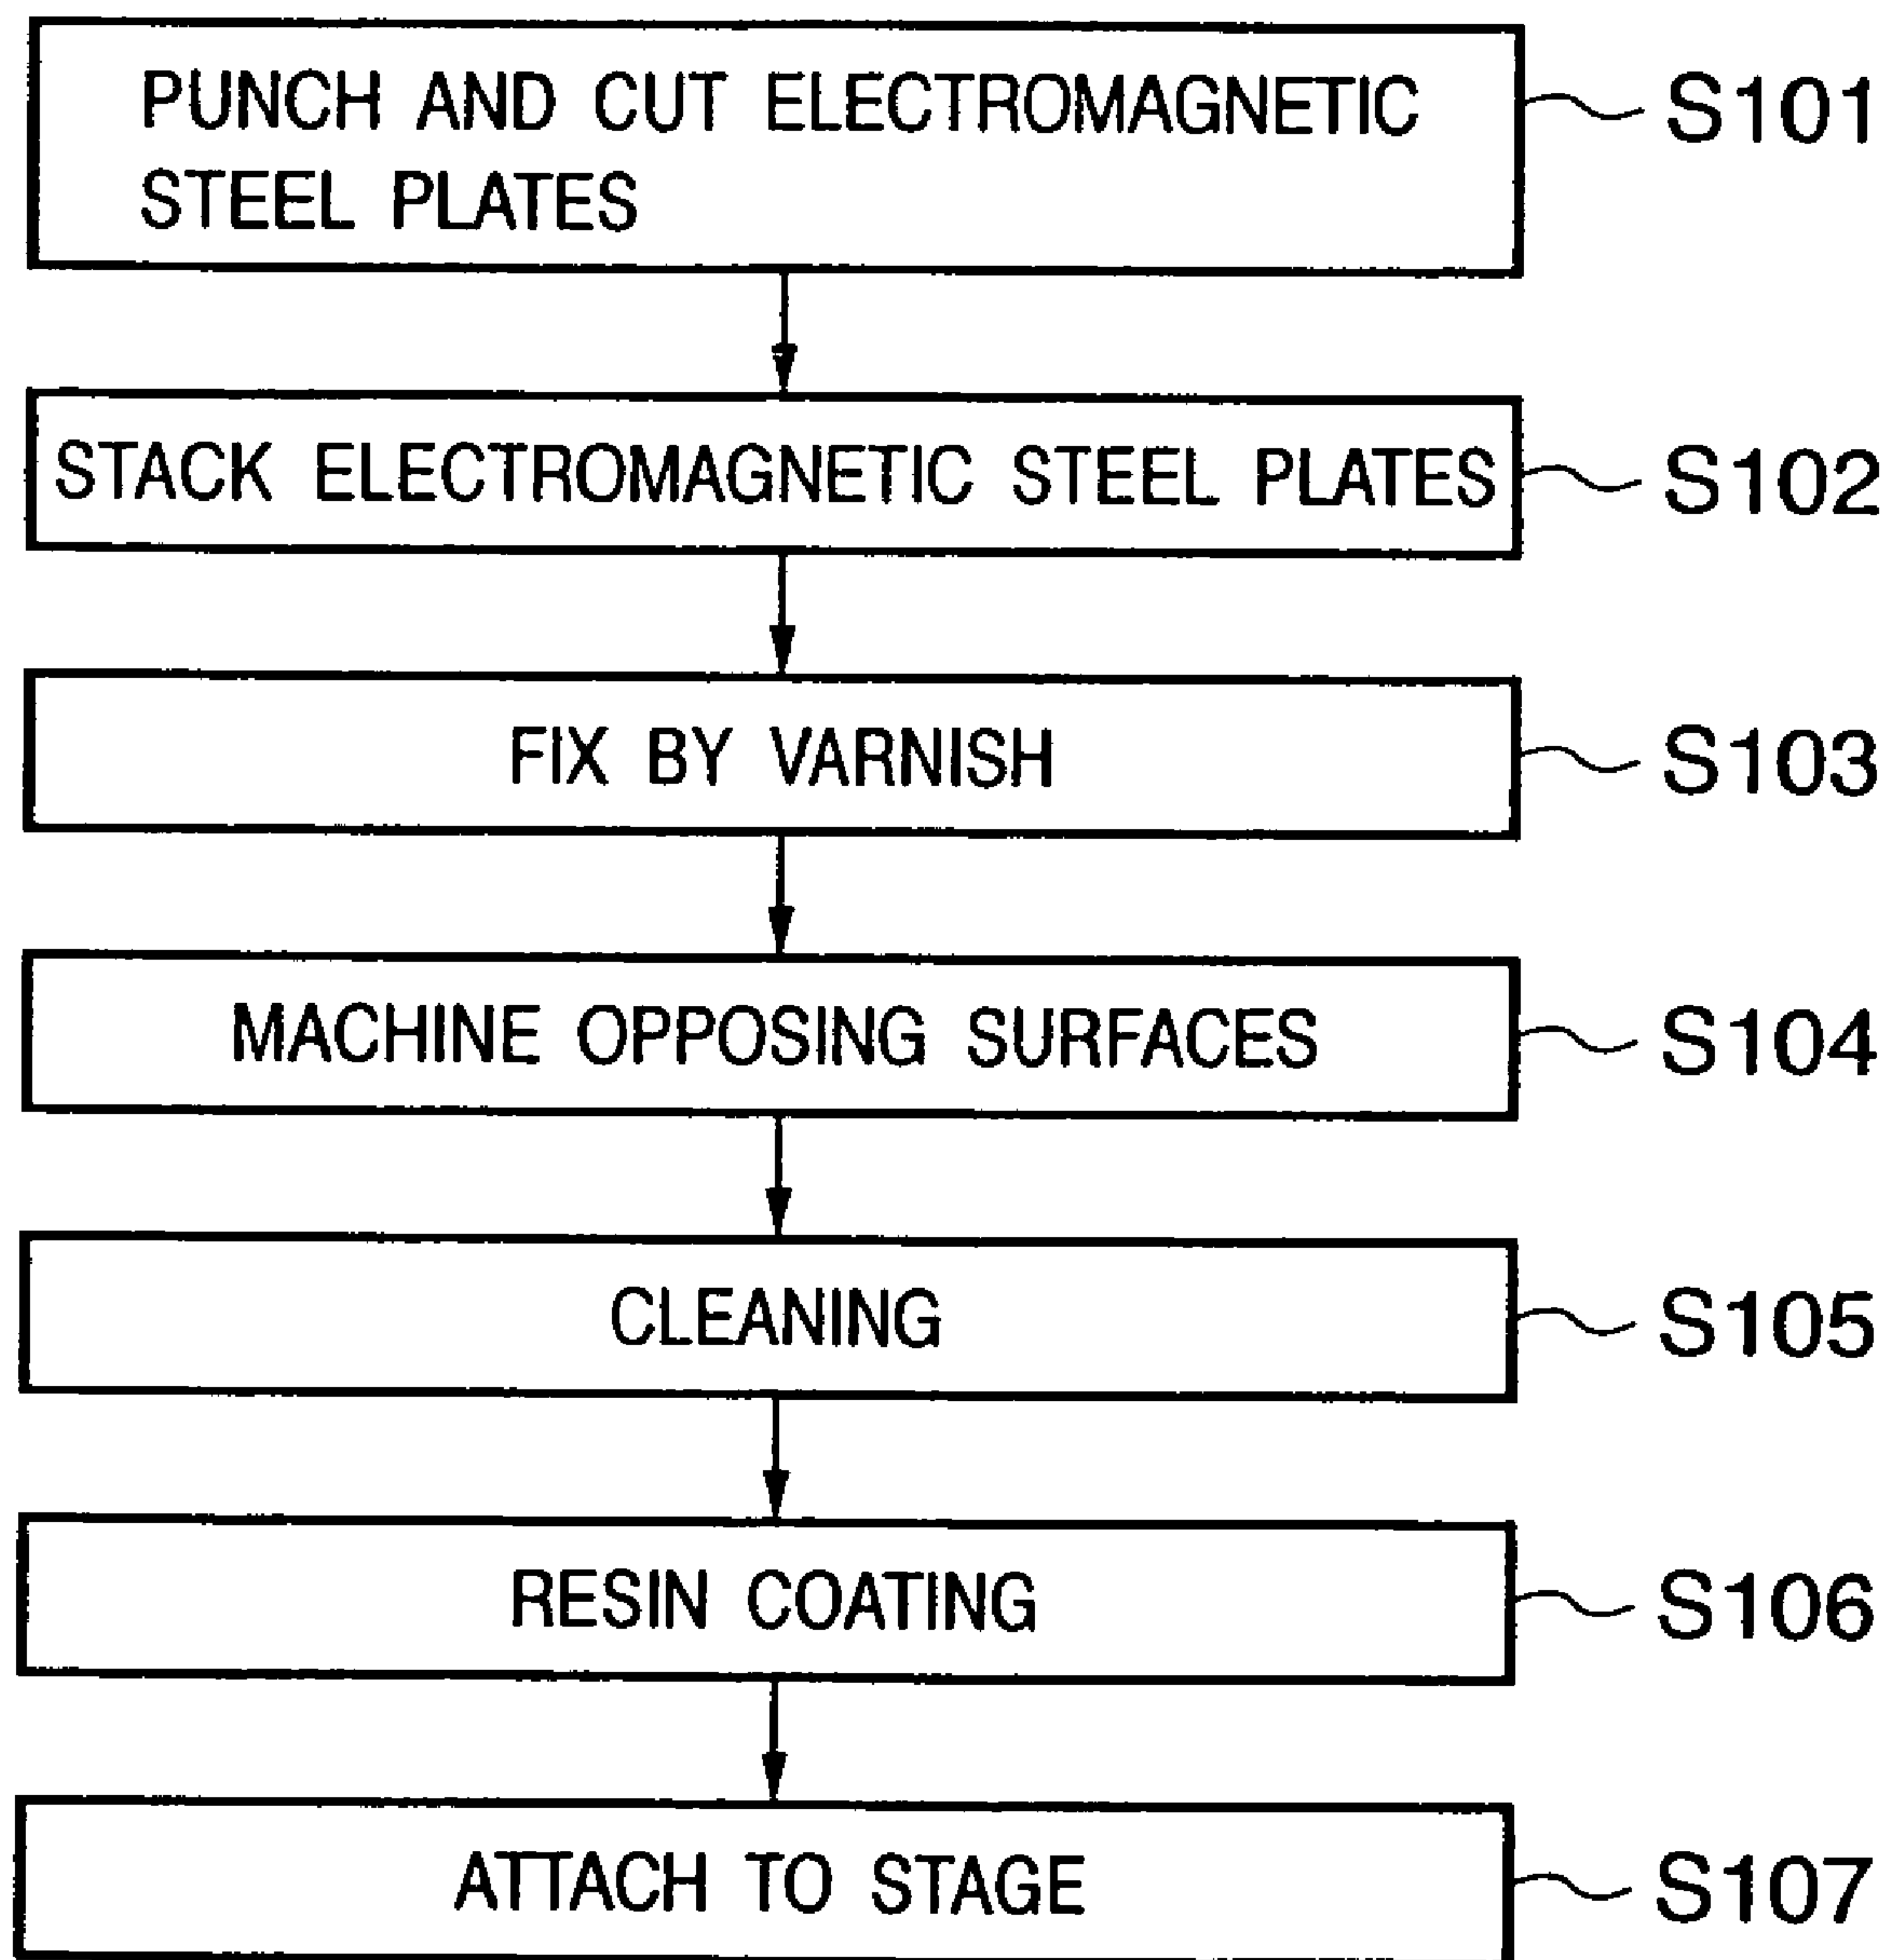 PUNCH AND CUT ELECTROMAGNETIC
STEEL PLATES
S101
STACK ELECTROMAGNETIC STEEL PLATES
S102
FIX BY VARNISH
S103
MACHINE OPPOSING SURFACES
S104
CLEANING
S105
RESIN COATING
S106
ATTACH TO STAGE
S107